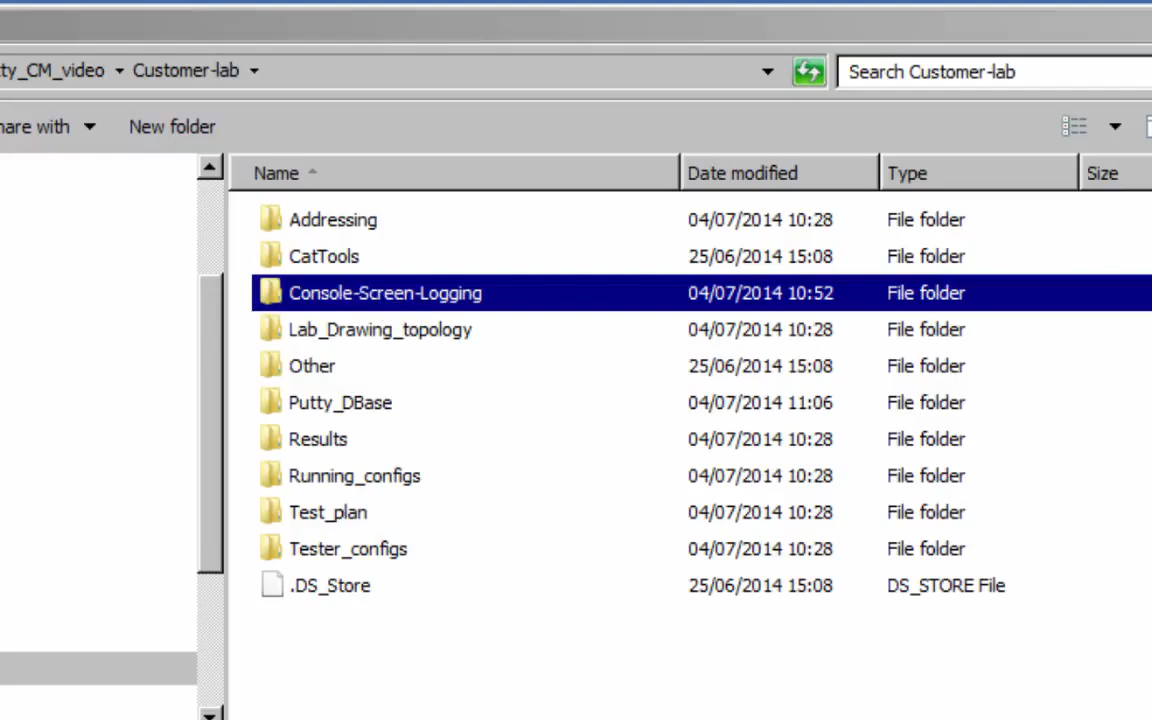 ty_CM_video Customer-lab Search Customer-lab
hare with New folder
Name Date modified Type Size
Addressing 04/07/2014 10:28 File folder
CatTools 25/06/2014 15:08 File folder
Console-Screen-Logging 04/07/2014 10:52 File folder
Lab_Drawing_topology 04/07/2014 10:28 File folder
Other 25/06/2014 15:08 File folder
Putty_DBase 04/07/2014 11:06 File folder
Results 04/07/2014 10:28 File folder
Running_configs 04/07/2014 10:28 File folder
Test_plan 04/07/2014 10:28 File folder
Tester_configs 04/07/2014 10:28 File folder
.DS_Store 25/06/2014 15:08 DS_STORE File